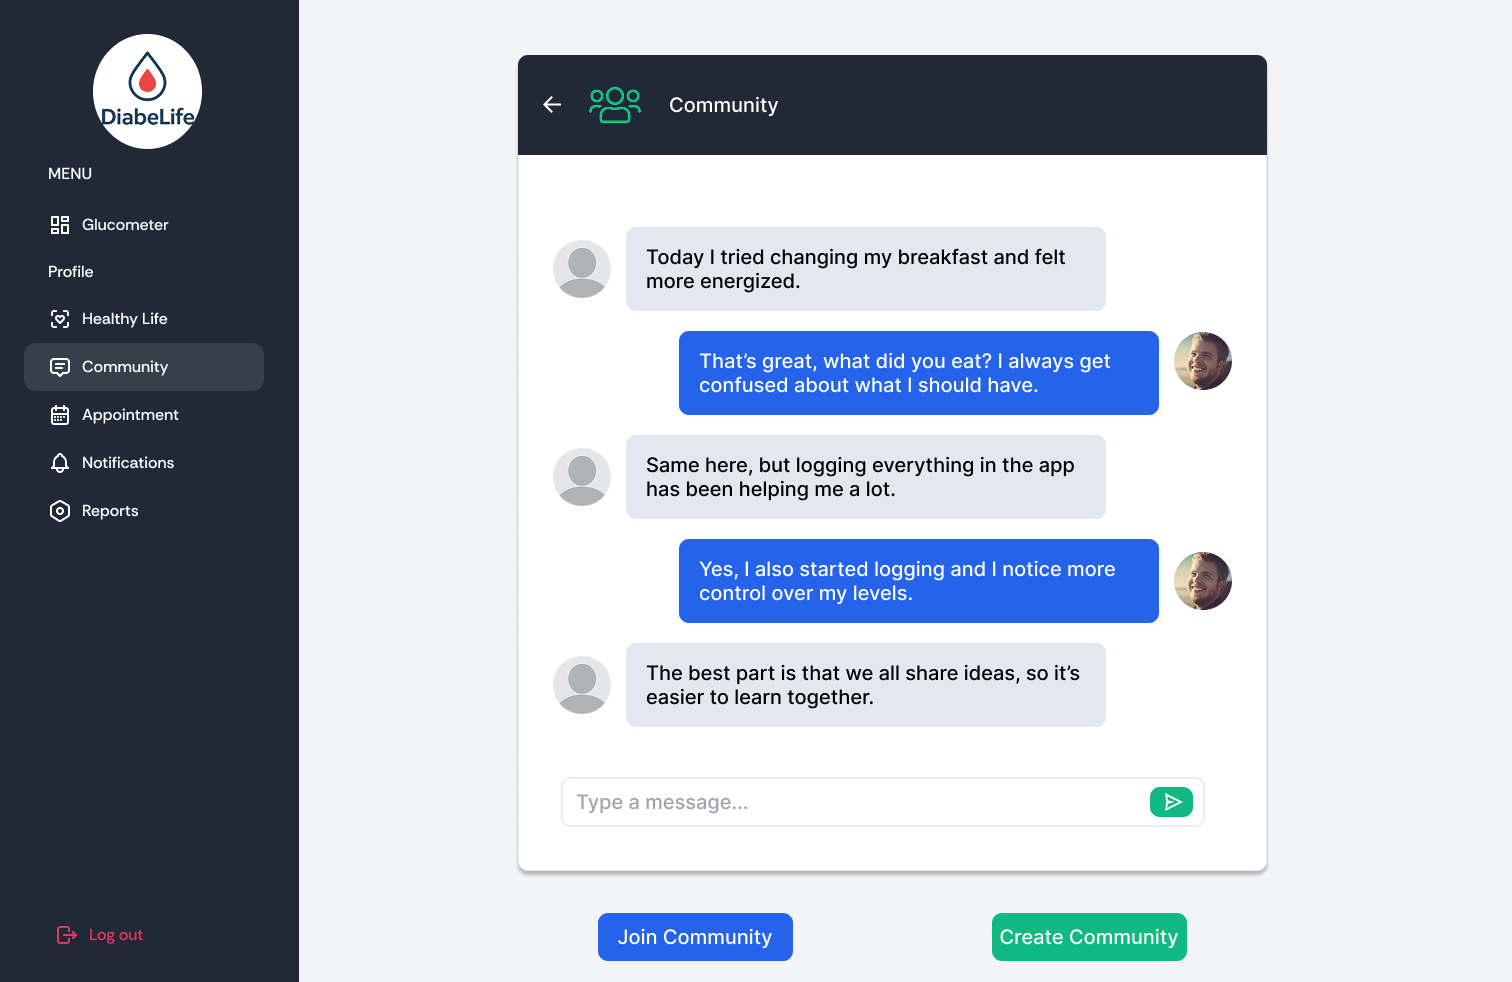 DiabeLife
MENU
Glucometer
Profile
Healthy Life
Community
Appointment
Notifications
Reports
Log out
Community
Today I tried changing my breakfast and felt
more energized.
That’s great, what did you eat? I always get
confused about what I should have.
Same here, but logging everything in the app
has been helping me a lot.
Yes, I also started logging and I notice more
control over my levels.
The best part is that we all share ideas, so it’s
easier to learn together.
Type a message...
Join Community
Create Community